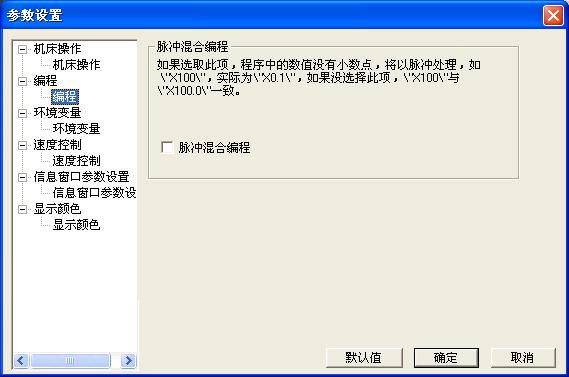 参数设置
机床操作
机床操作
编程
编程
环境变量
环境变量
速度控制
速度控制
信息窗口参数设置
信息窗口参数设
显示颜色
显示颜色
脉冲混合编程
如果选取此项，程序中的数值没有小数点，将以脉冲处理，如
\"X100\"，实际为\"X0.1\"，如果没选择此项，\"X100\"与
\"X100.0\"一致。
脉冲混合编程
默认值
确定
取消